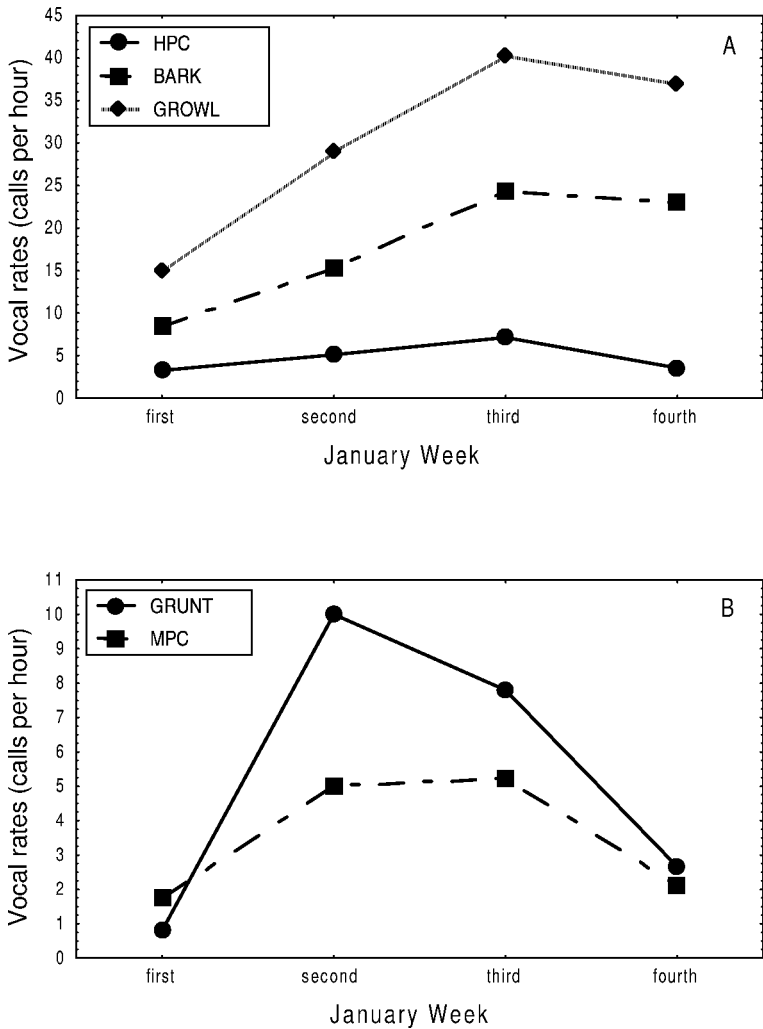 45
40
35
30
25
20
15
10
5
0
Vocal rates (calls per hour)
HPC
BARK
GROWL
A
first second third fourth
January Week
11
10
9
8
7
6
5
4
3
2
1
0
Vocal rates (calls per hour)
GRUNT
MPC
B
first second third fourth
January Week